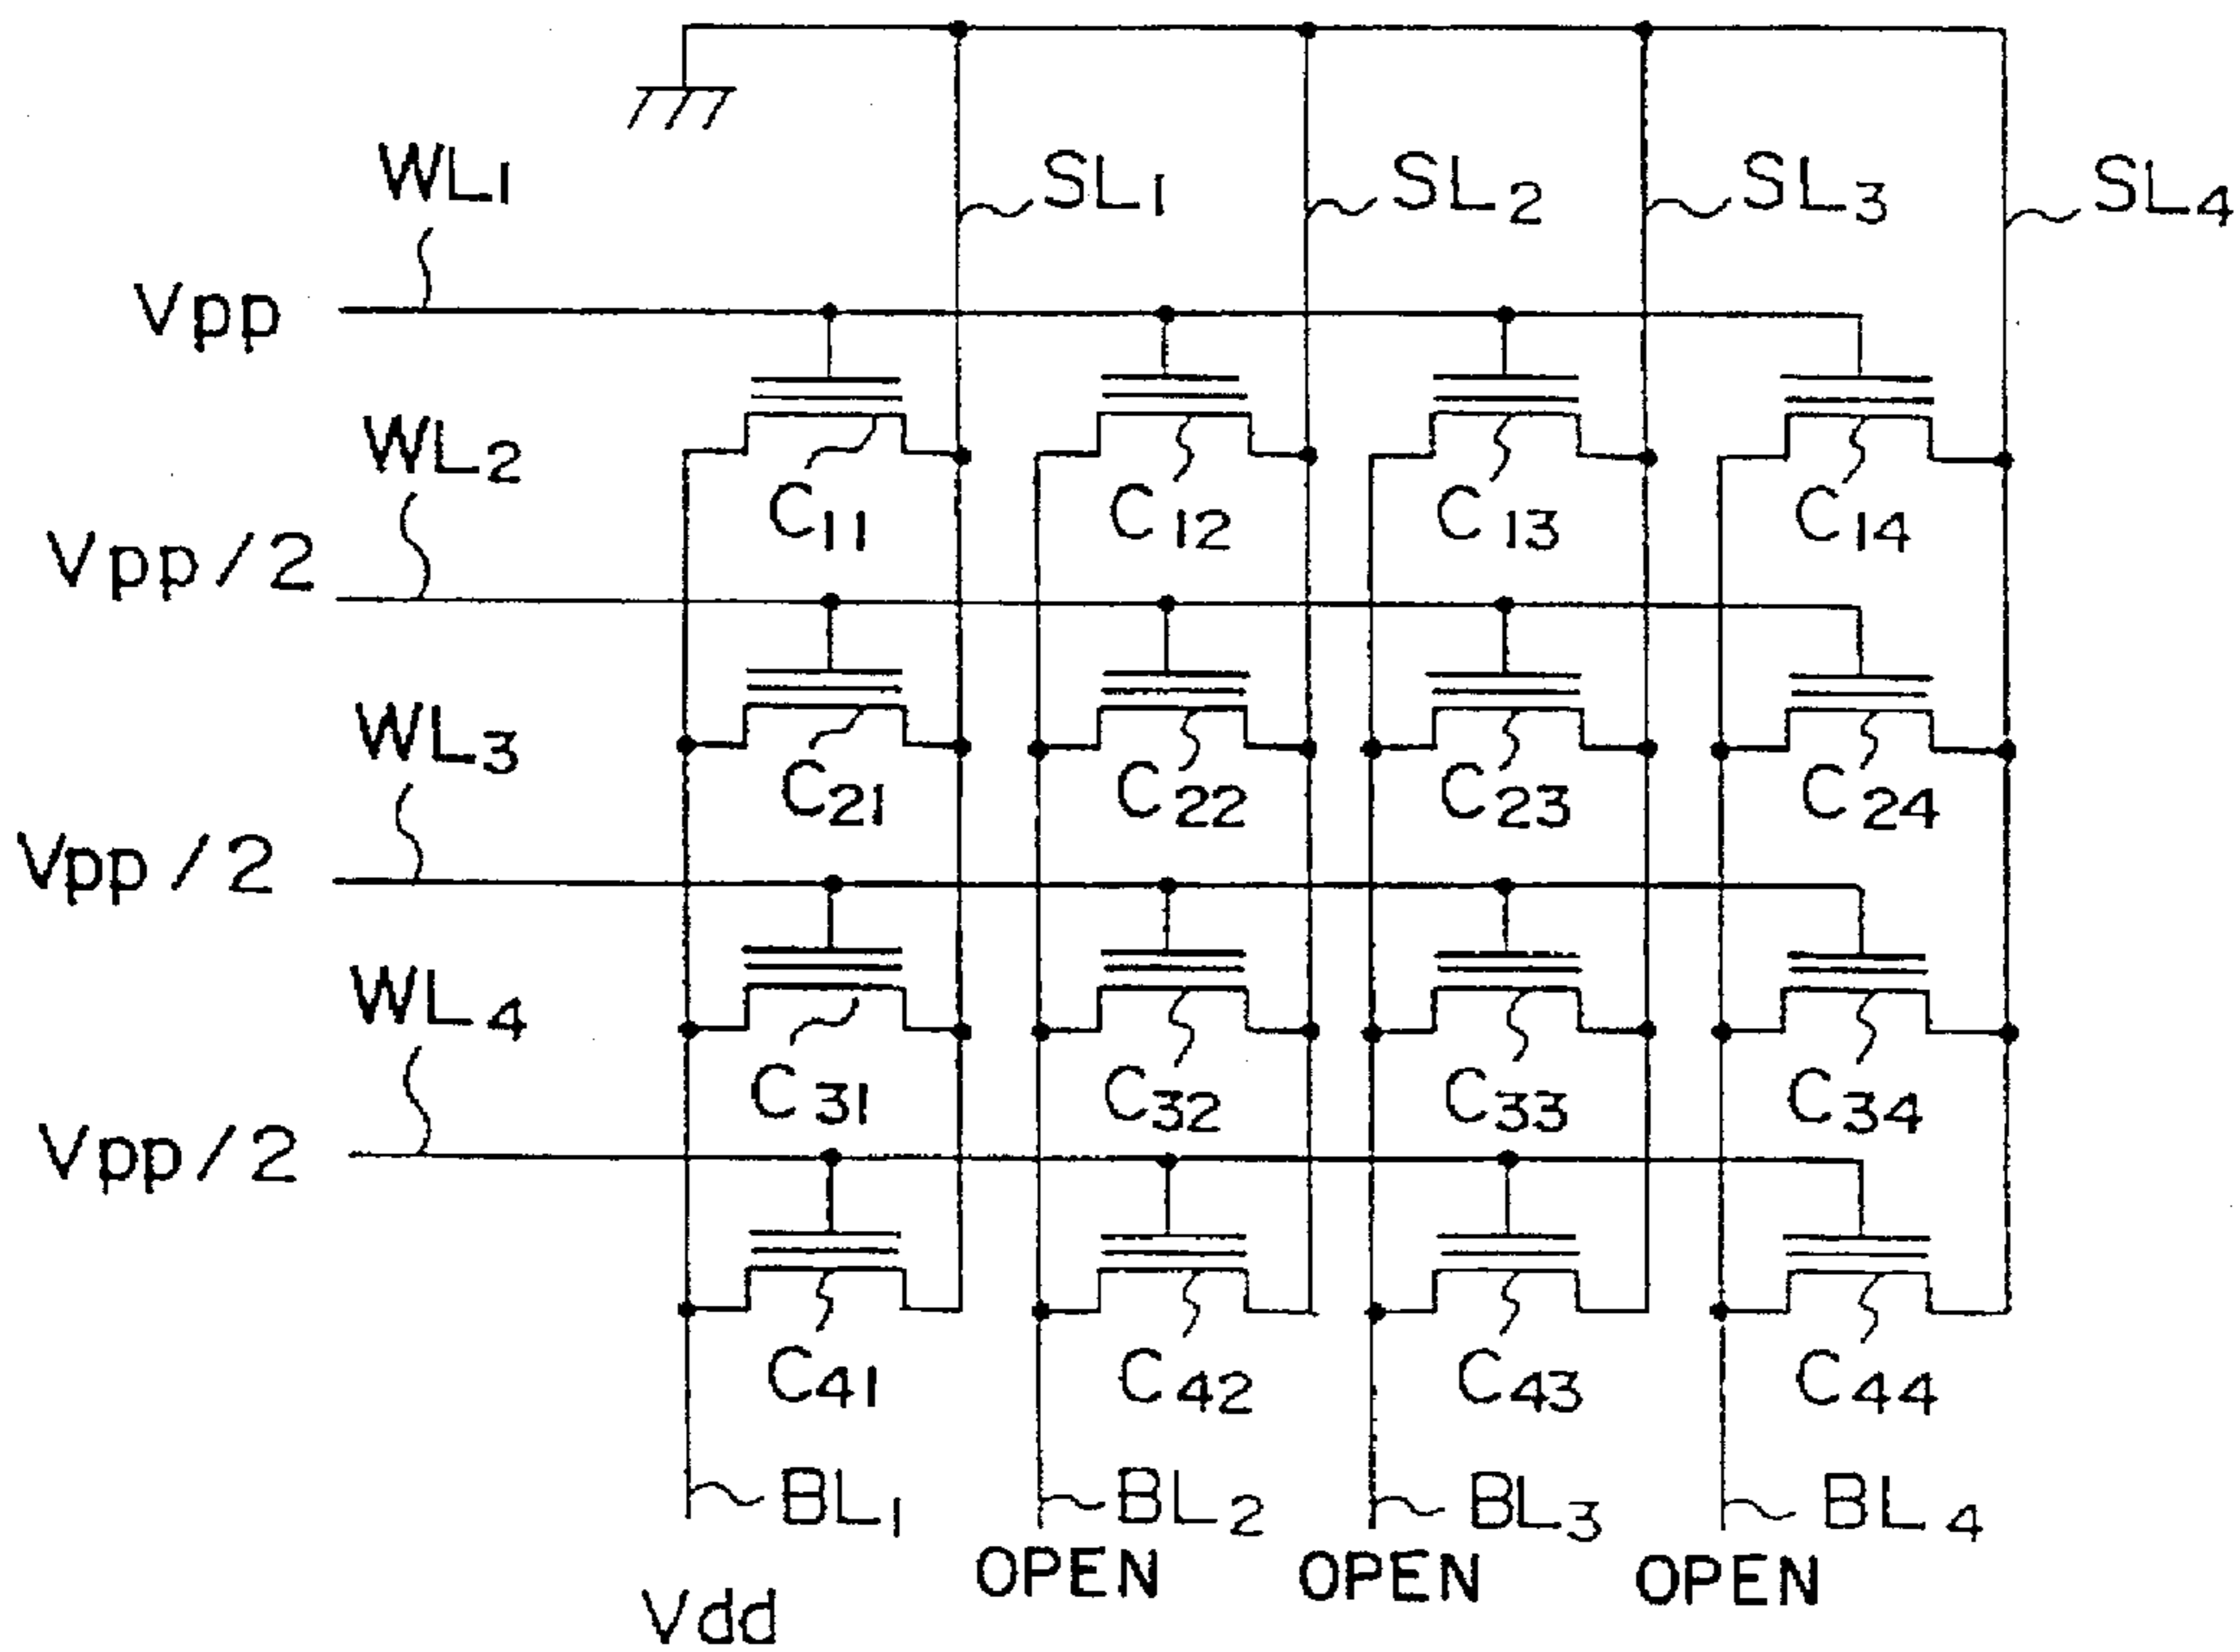 WL1
SL1 SL2 SL3 SL4
Vpp
WL2
C11 C12 C13 C14
Vpp/2
WL3
C21 C22 C23 C24
Vpp/2
WL4
C31 C32 C33 C34
Vpp/2
C41 C42 C43 C44
BL1 BL2 BL3 BL4
OPEN OPEN OPEN
Vdd